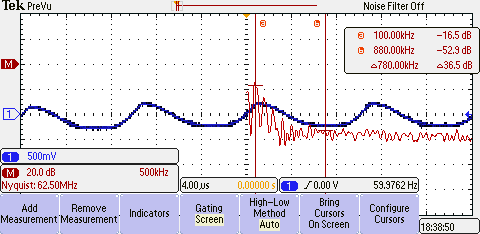 Tek PreVu Noise Filter Off
a 100.00kHz -16.5 dB
b 880.00kHz -52.9 dB
△780.00kHz △36.5 dB
M
1
1 500mV
M 20.0 dB 500kHz
Nyquist: 62.50MHz
4.00µs 0.00000 s 1 ∫ 0.00 V 59.9762 Hz
Add Measurement
Remove Measurement
Indicators
Gating Screen
High–Low Method Auto
Bring Cursors On Screen
Configure Cursors
18:38:50